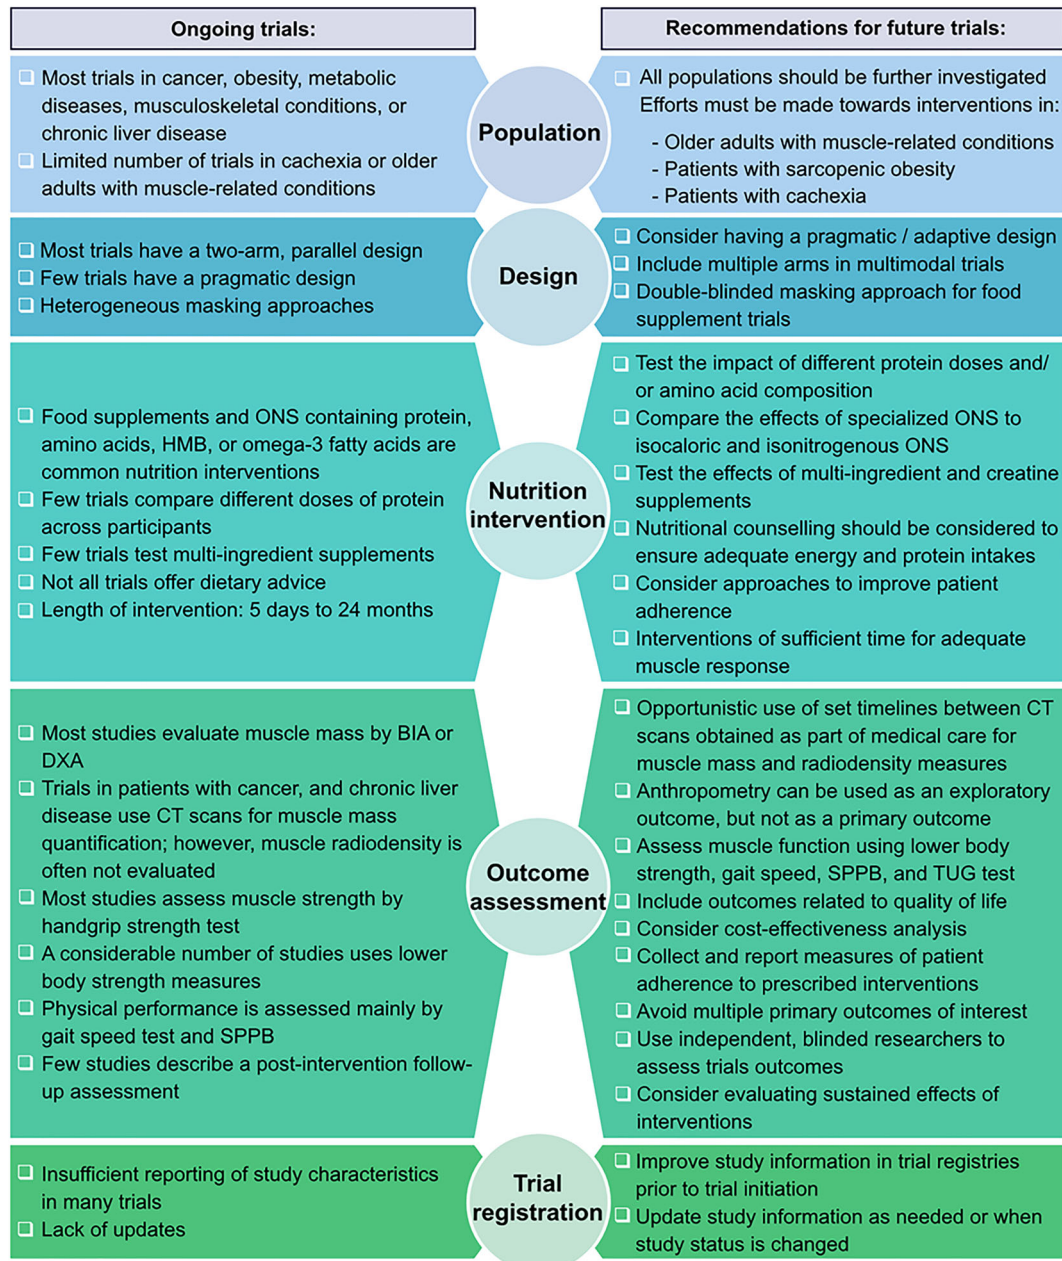 Ongoing trials:
Recommendations for future trials:
Population
❏ Most trials in cancer, obesity, metabolic
diseases, musculoskeletal conditions, or
chronic liver disease
❏ Limited number of trials in cachexia or older
adults with muscle-related conditions
❏ All populations should be further investigated
Efforts must be made towards interventions in:
- Older adults with muscle-related conditions
- Patients with sarcopenic obesity
- Patients with cachexia
Design
❏ Most trials have a two-arm, parallel design
❏ Few trials have a pragmatic design
❏ Heterogeneous masking approaches
❏ Consider having a pragmatic / adaptive design
❏ Include multiple arms in multimodal trials
❏ Double-blinded masking approach for food
supplement trials
Nutrition
intervention
❏ Food supplements and ONS containing protein,
amino acids, HMB, or omega-3 fatty acids are
common nutrition interventions
❏ Few trials compare different doses of protein
across participants
❏ Few trials test multi-ingredient supplements
❏ Not all trials offer dietary advice
❏ Length of intervention: 5 days to 24 months
❏ Test the impact of different protein doses and/
or amino acid composition
❏ Compare the effects of specialized ONS to
isocaloric and isonitrogenous ONS
❏ Test the effects of multi-ingredient and creatine
supplements
❏ Nutritional counselling should be considered to
ensure adequate energy and protein intakes
❏ Consider approaches to improve patient
adherence
❏ Interventions of sufficient time for adequate
muscle response
Outcome
assessment
❏ Most studies evaluate muscle mass by BIA or
DXA
❏ Trials in patients with cancer, and chronic liver
disease use CT scans for muscle mass
quantification; however, muscle radiodensity is
often not evaluated
❏ Most studies assess muscle strength by
handgrip strength test
❏ A considerable number of studies uses lower
body strength measures
❏ Physical performance is assessed mainly by
gait speed test and SPPB
❏ Few studies describe a post-intervention follow-
up assessment
❏ Opportunistic use of set timelines between CT
scans obtained as part of medical care for
muscle mass and radiodensity measures
❏ Anthropometry can be used as an exploratory
outcome, but not as a primary outcome
❏ Assess muscle function using lower body
strength, gait speed, SPPB, and TUG test
❏ Include outcomes related to quality of life
❏ Consider cost-effectiveness analysis
❏ Collect and report measures of patient
adherence to prescribed interventions
❏ Avoid multiple primary outcomes of interest
❏ Use independent, blinded researchers to
assess trials outcomes
❏ Consider evaluating sustained effects of
interventions
Trial
registration
❏ Insufficient reporting of study characteristics
in many trials
❏ Lack of updates
❏ Improve study information in trial registries
prior to trial initiation
❏ Update study information as needed or when
study status is changed